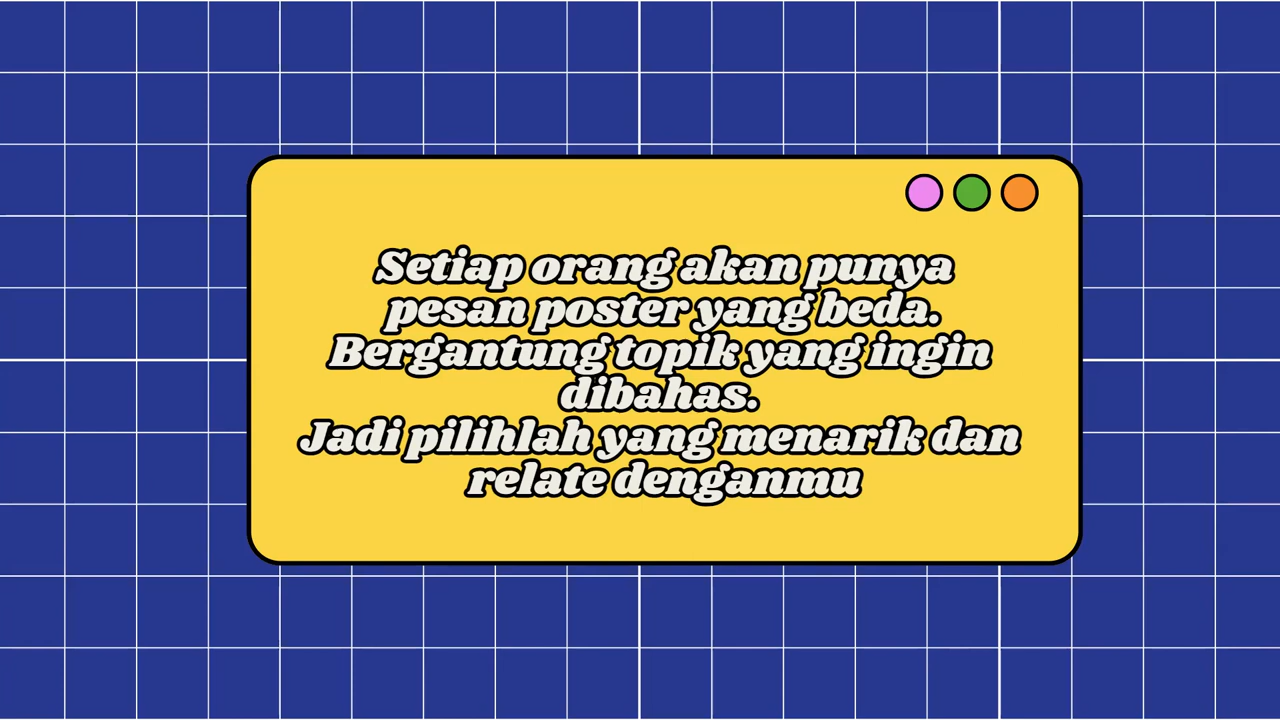 Setiap orang akan punya
pesan poster yang beda.
Bergantung topik yang ingin
dibahas.
Jadi pilihlah yang menarik dan
relate denganmu